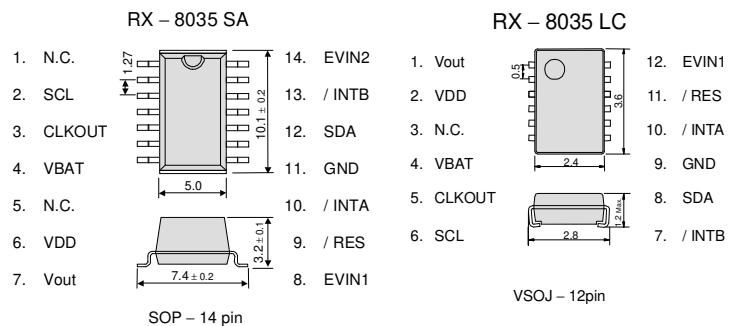 RX – 8035 SA
1. N.C.
2. SCL
3. CLKOUT
4. VBAT
5. N.C.
6. VDD
7. Vout
1.27
10.1 ± 0.2
5.0
3.2 ± 0.1
7.4 ± 0.2
14. EVIN2
13. / INTB
12. SDA
11. GND
10. / INTA
9. / RES
8. EVIN1
SOP – 14 pin
RX – 8035 LC
1. Vout
2. VDD
3. N.C.
4. VBAT
5. CLKOUT
6. SCL
0.5
3.6
2.4
1.2 Max.
2.8
12. EVIN1
11. / RES
10. / INTA
9. GND
8. SDA
7. / INTB
VSOJ – 12pin